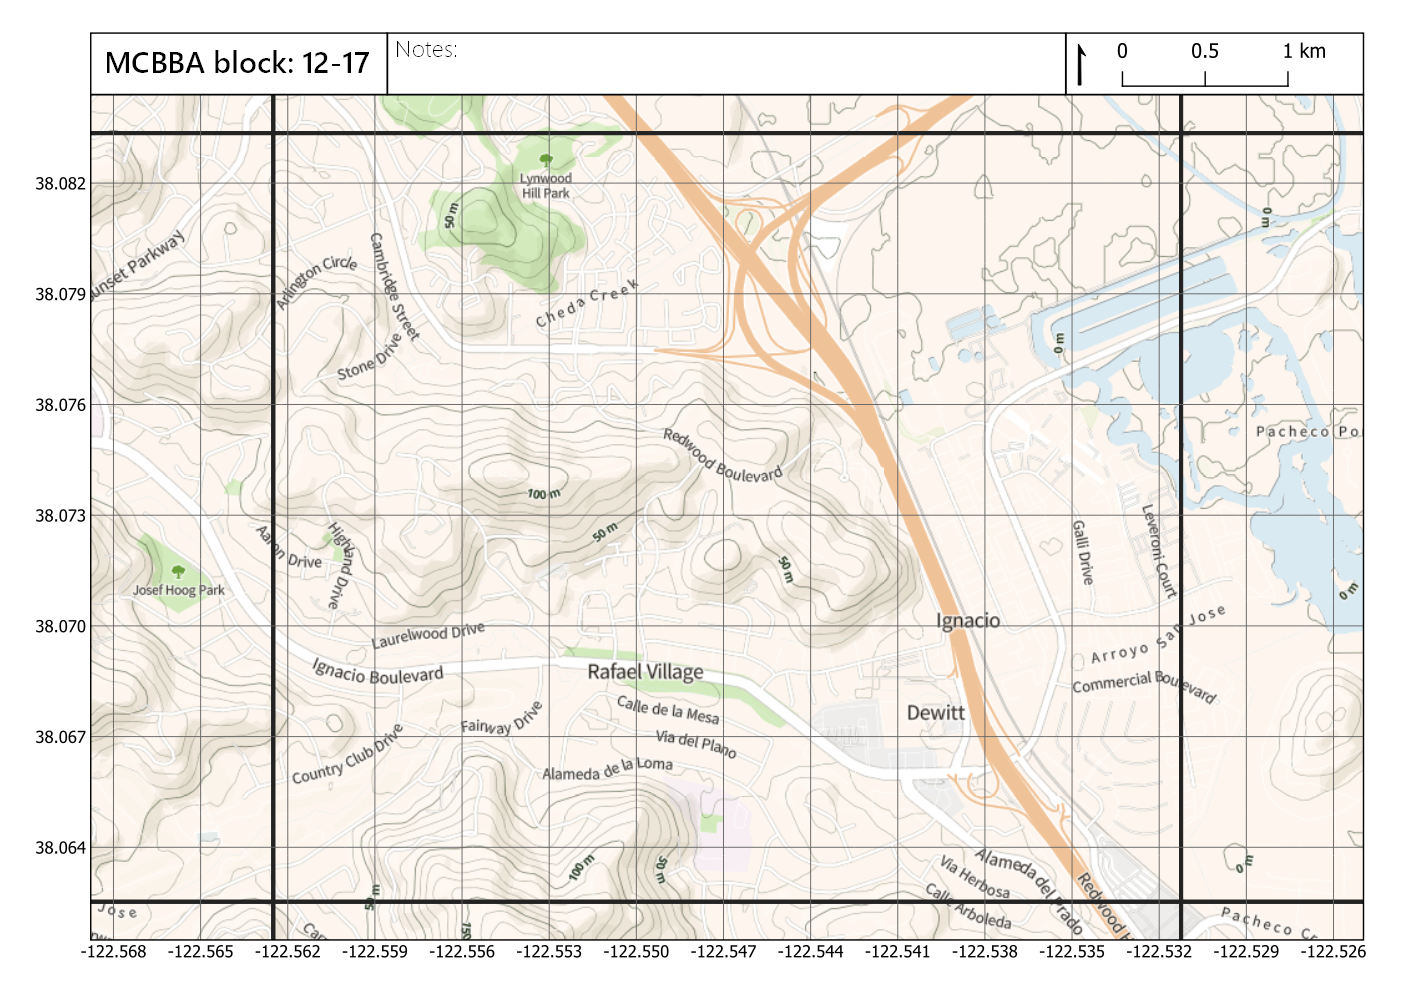 MCBBA block: 12-17
Notes:
0 0.5 1 km
38.082
38.079
38.076
38.073
38.070
38.067
38.064
Lynwood
Hill Park
50 m
0 m
Sunset Parkway
Arlington Circle
Cambridge Street
Cheda Creek
Stone Drive
0 m
Redwood Boulevard
Pacheco Po
100 m
50 m
50 m
Aaron Drive
Highland Drive
Galli Drive
Leveroni Court
Josef Hoog Park
0 m
Ignacio
Laurelwood Drive
Arroyo San Jose
Ignacio Boulevard
Rafael Village
Commercial Boulevard
Calle de la Mesa
Dewitt
Fairway Drive
Via del Plano
Country Club Drive
Alameda de la Loma
100 m
50 m
0 m
Alameda del Prado
Via Herbosa
Calle Arboleda
Redwood H
50 m
Jose
150
Pacheco Cr
-122.568 -122.565 -122.562 -122.559 -122.556 -122.553 -122.550 -122.547 -122.544 -122.541 -122.538 -122.535 -122.532 -122.529 -122.526